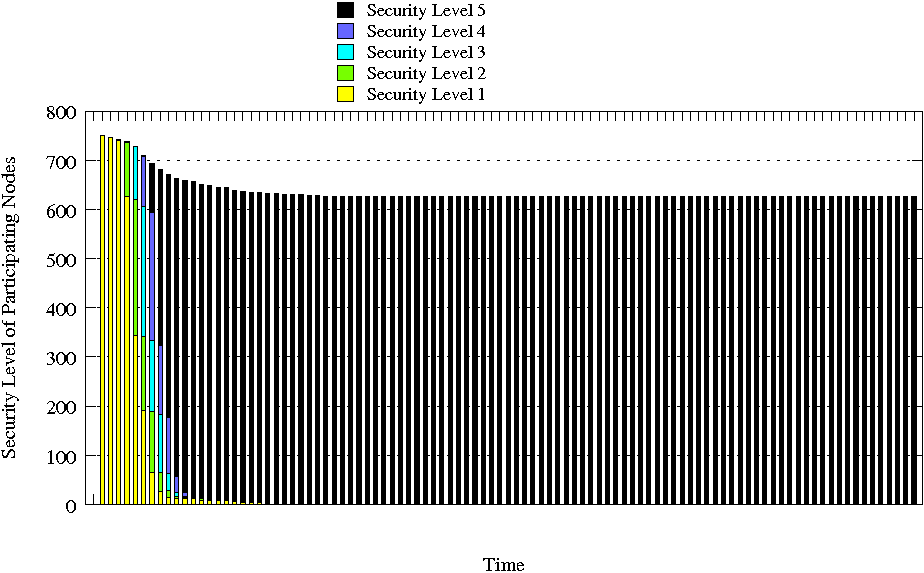 Security Level 5
Security Level 4
Security Level 3
Security Level 2
Security Level 1
800
700
600
500
400
300
200
100
0
Security Level of Participating Nodes
Time